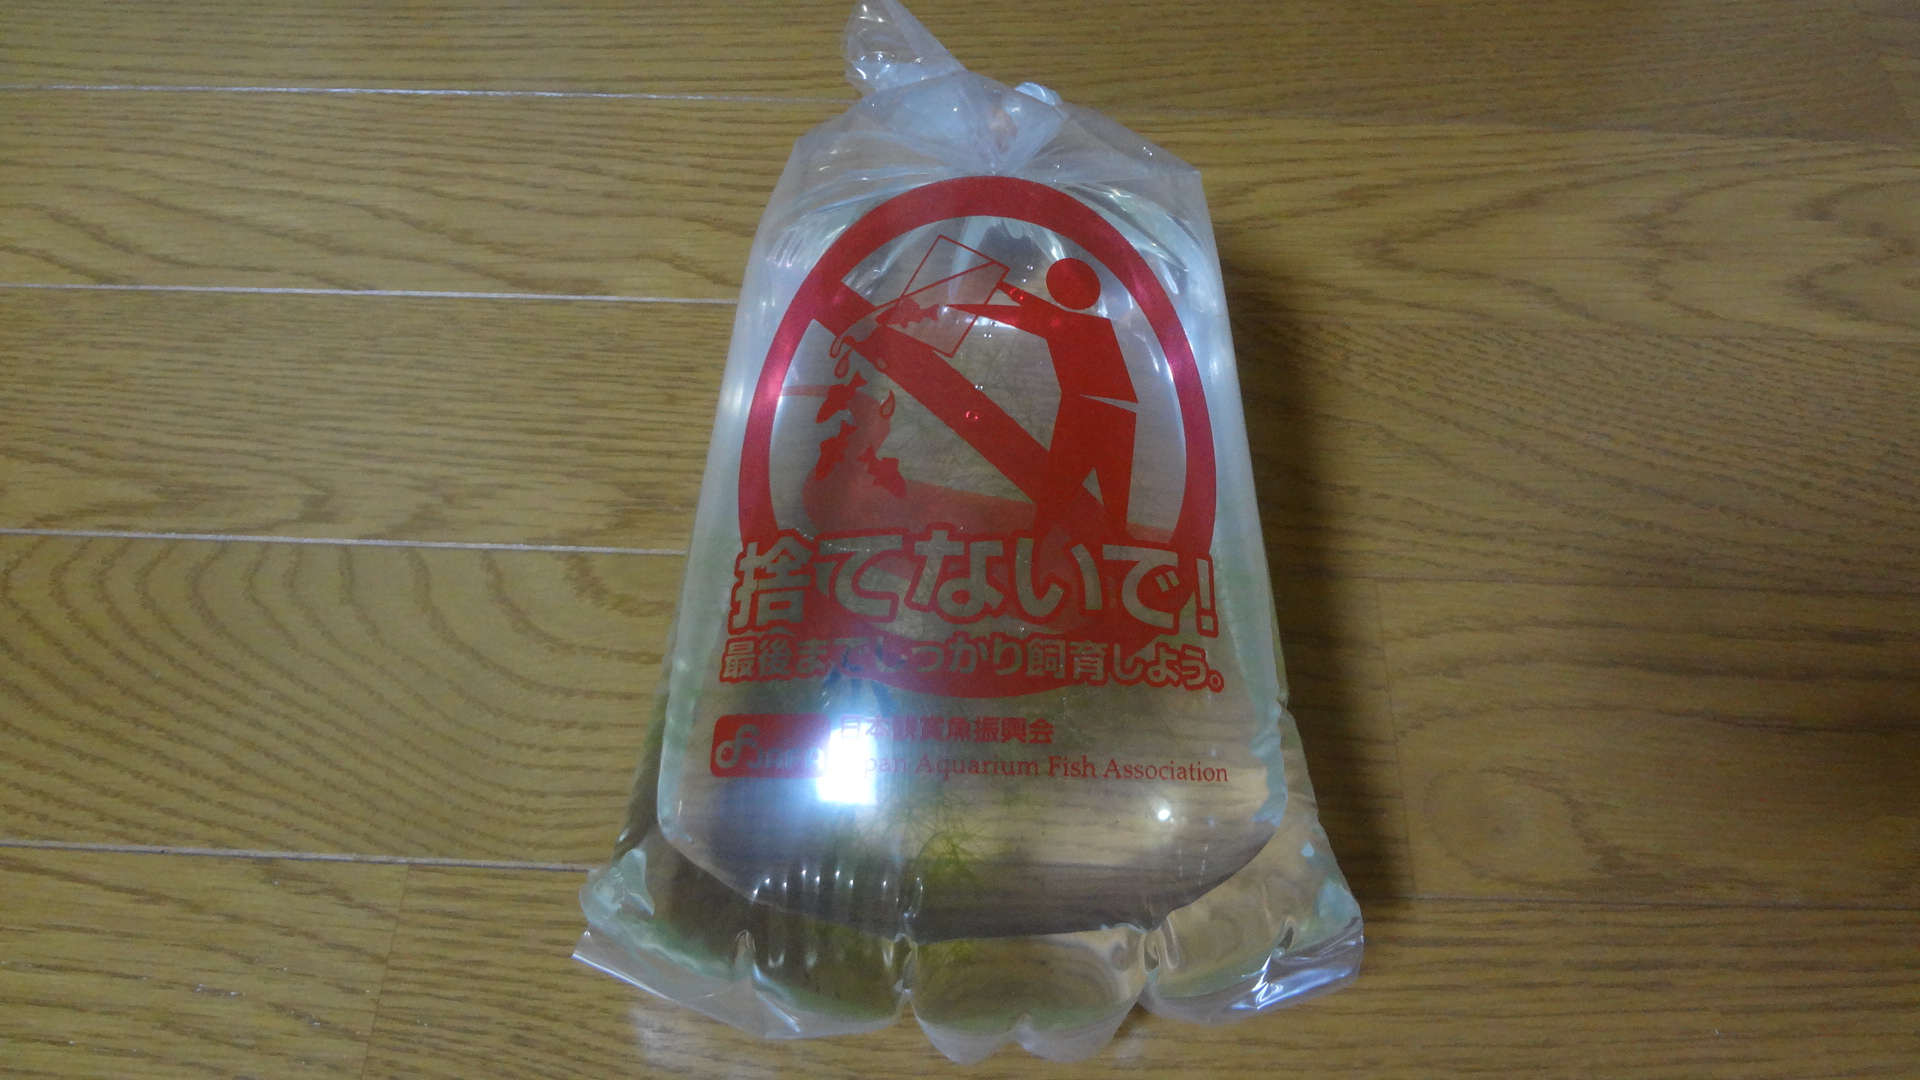 捨てないで!
最後までしっかり飼育しよう。
日本観賞魚振興会
Japan Aquarium Fish Association